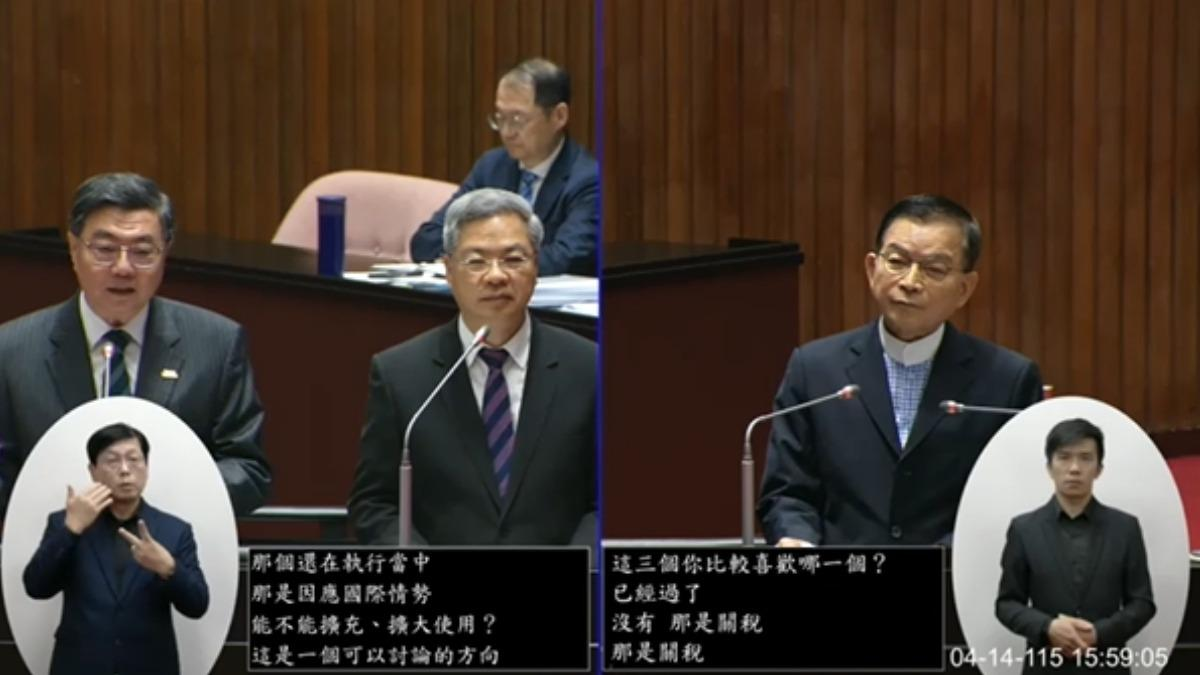 那個還在執行當中
那是因應國際情勢
能不能擴充、擴大使用？
這是一個可以討論的方向
這三個你比較喜歡哪一個？
已經過了
沒有 那是關稅
那是關稅
04-14-115 15:59:05